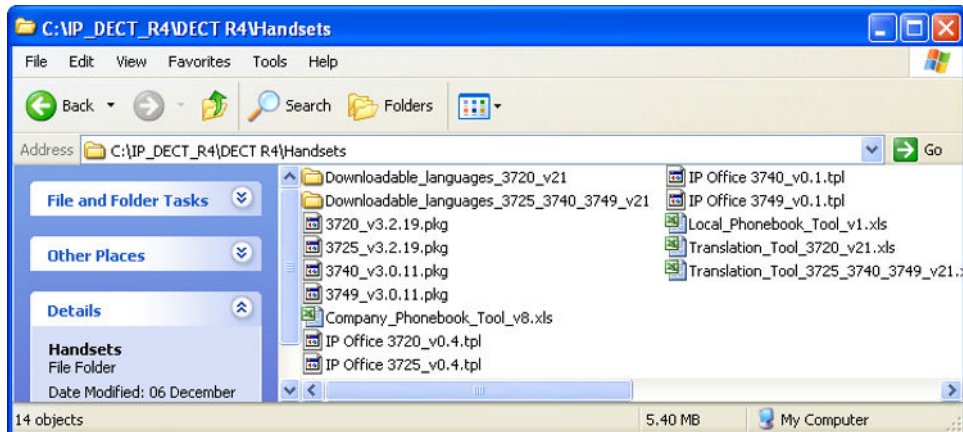 C:\IP_DECT_R4\DECT R4\Handsets
File Edit View Favorites Tools Help
Back Search Folders
Address C:\IP_DECT_R4\DECT R4\Handsets Go
File and Folder Tasks
Other Places
Details
Handsets
File Folder
Date Modified: 06 December
Downloadable_languages_3720_v21
Downloadable_languages_3725_3740_3749_v21
3720_v3.2.19.pkg
3725_v3.2.19.pkg
3740_v3.0.11.pkg
3749_v3.0.11.pkg
Company_Phonebook_Tool_v8.xls
IP Office 3720_v0.4.tpl
IP Office 3725_v0.4.tpl
IP Office 3740_v0.1.tpl
IP Office 3749_v0.1.tpl
Local_Phonebook_Tool_v1.xls
Translation_Tool_3720_v21.xls
Translation_Tool_3725_3740_3749_v21.
14 objects 5.40 MB My Computer